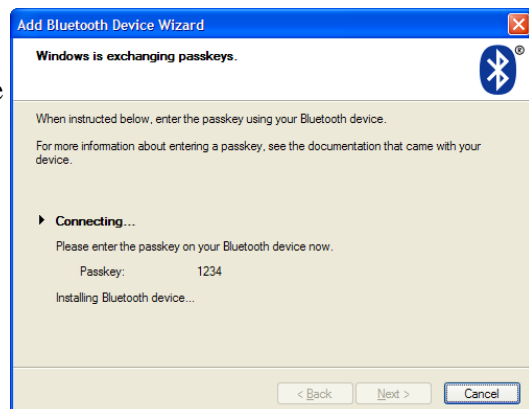 Add Bluetooth Device Wizard
Windows is exchanging passkeys.
®
e
When instructed below, enter the passkey using your Bluetooth device.
For more information about entering a passkey, see the documentation that came with your
device.
Connecting...
Please enter the passkey on your Bluetooth device now.
Passkey: 1234
Installing Bluetooth device...
< Back Next > Cancel